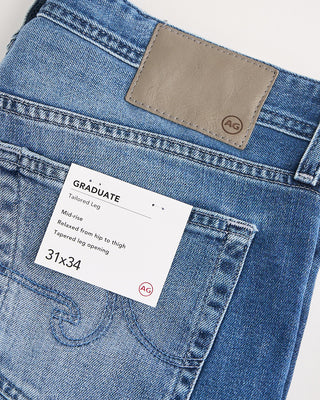 AG
GRADUATE
Tailored Leg
Mid-rise
Relaxed from hip to thigh
Tapered leg opening
31x34
AG